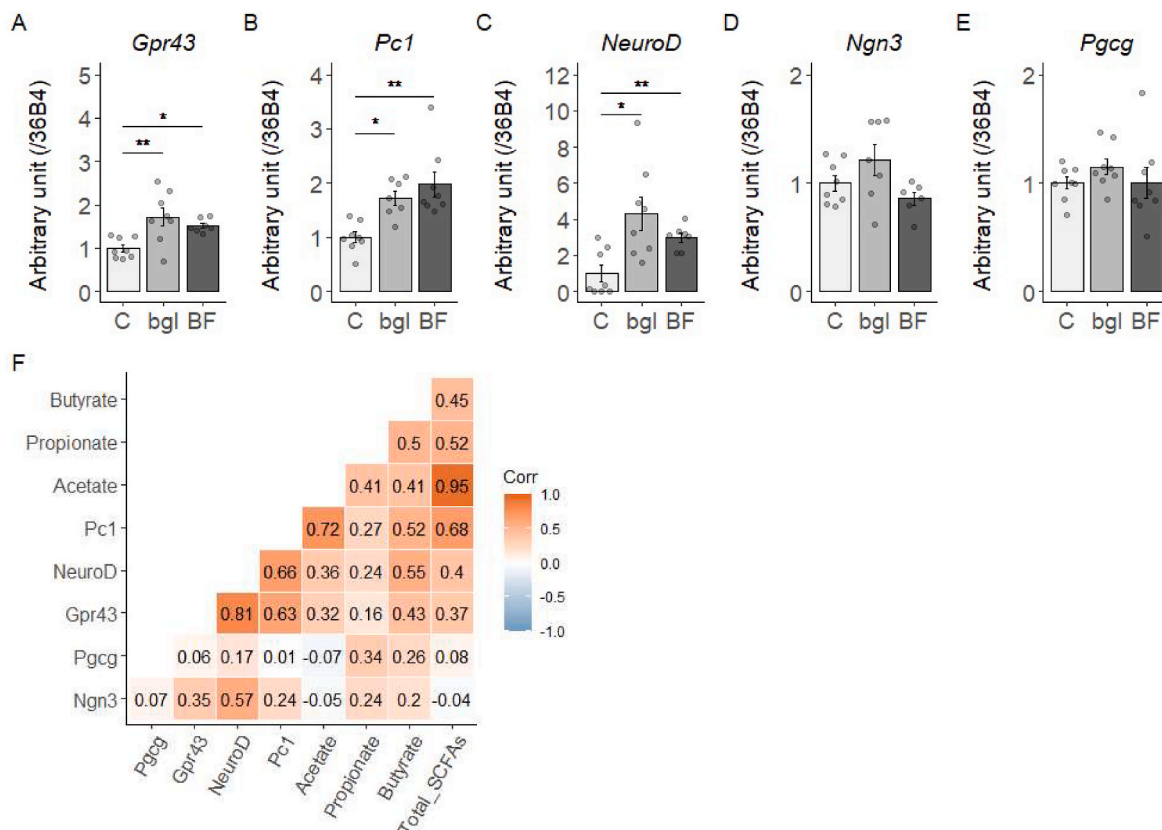 A
Gpr43
Arbitrary unit (/36B4)
5
4
3
2
1
0
*
**
C bgl BF
B
Pc1
Arbitrary unit (/36B4)
4
3
2
1
0
**
*
C bgl BF
C
NeuroD
Arbitrary unit (/36B4)
12
10
8
6
4
2
0
**
*
C bgl BF
D
Ngn3
Arbitrary unit (/36B4)
2
1
0
C bgl BF
E
Pgcg
Arbitrary unit (/36B4)
2
1
0
C bgl BF
F
Butyrate 0.45
Propionate 0.5 0.52
Acetate 0.41 0.41 0.95
Pc1 0.72 0.27 0.52 0.68
NeuroD 0.66 0.36 0.24 0.55 0.4
Gpr43 0.81 0.63 0.32 0.16 0.43 0.37
Pgcg 0.06 0.17 0.01 -0.07 0.34 0.26 0.08
Ngn3 0.07 0.35 0.57 0.24 -0.05 0.24 0.2 -0.04
Pgcg Gpr43 NeuroD Pc1 Acetate Propionate Butyrate Total_SCFAs
Corr
1.0
0.5
0.0
-0.5
-1.0